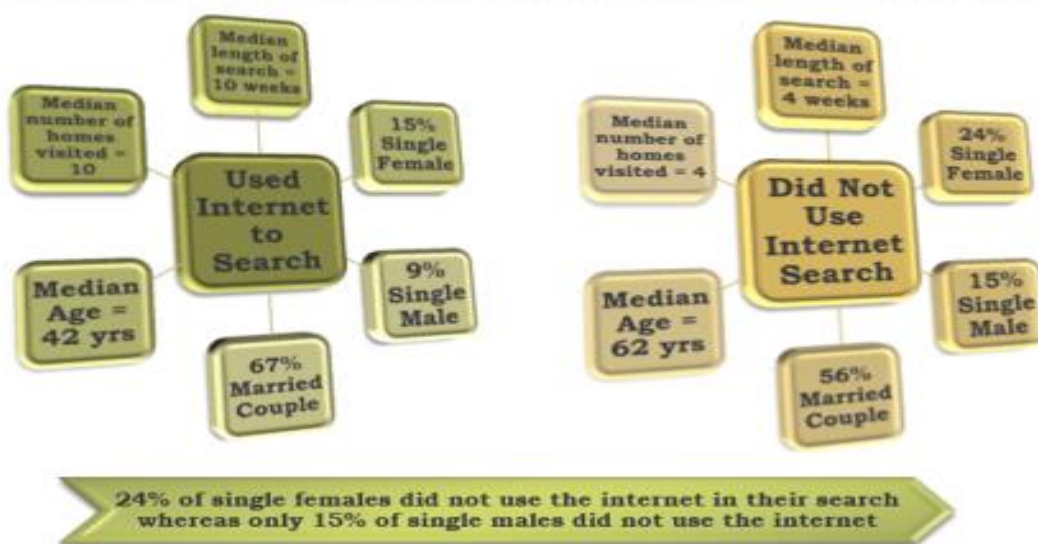 Median
length of
search =
10 weeks
Median
number of
homes
visited =
10
15%
Single
Female
Used
Internet
to
Search
Median
Age =
42 yrs
9%
Single
Male
67%
Married
Couple
Median
length of
search =
4 weeks
Median
number of
homes
visited = 4
24%
Single
Female
Did Not
Use
Internet
Search
Median
Age =
62 yrs
15%
Single
Male
56%
Married
Couple
24% of single females did not use the internet in their search
whereas only 15% of single males did not use the internet